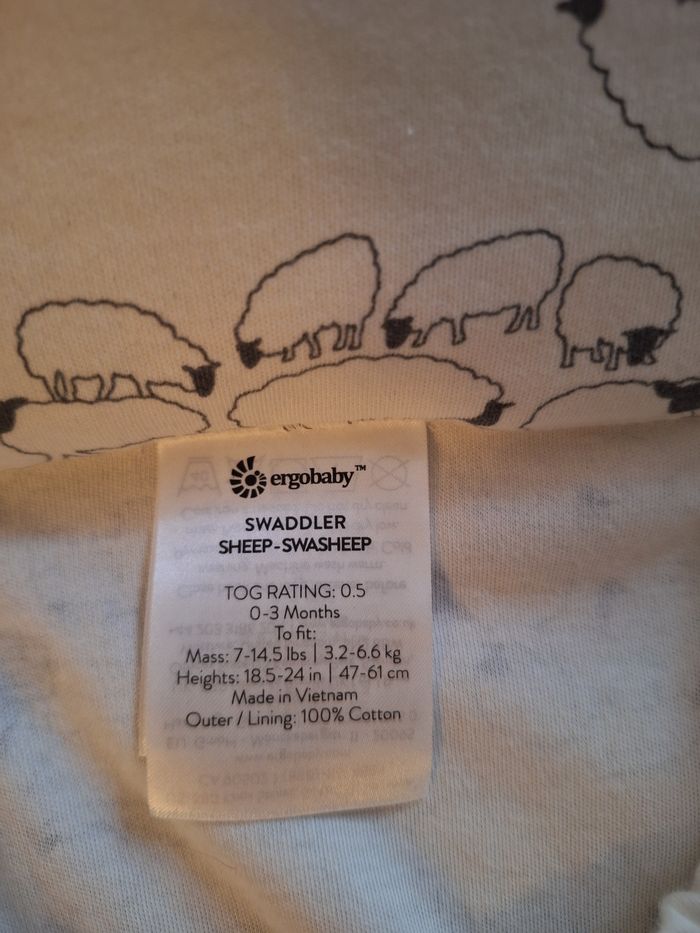 ergobaby™
SWADDLER
SHEEP-SWASHEEP
TOG RATING: 0.5
0-3 Months
To fit:
Mass: 7-14.5 lbs | 3.2-6.6 kg
Heights: 18.5-24 in | 47-61 cm
Made in Vietnam
Outer / Lining: 100% Cotton